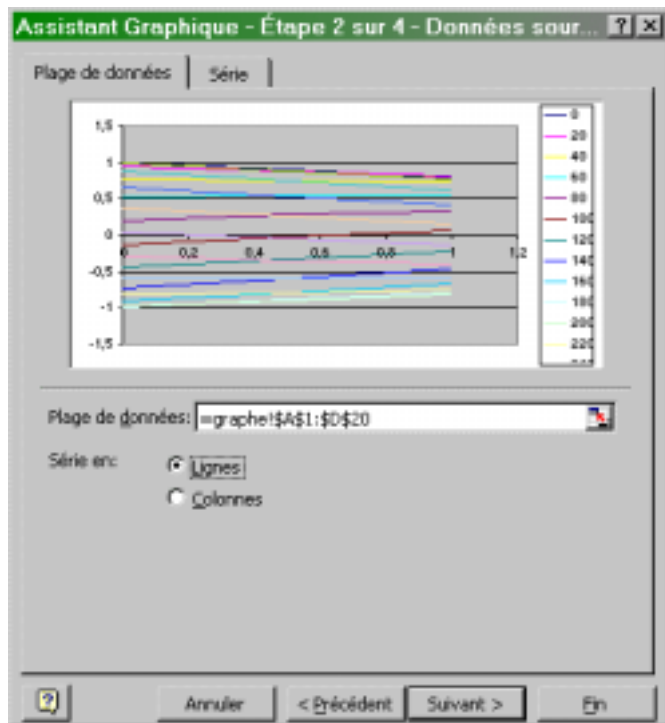 Assistant Graphique - Étape 2 sur 4 - Données sour...
Plage de données Série
1,5
1
0,5
0
-0,5
-1
-1,5
0 0,2 0,4 0,6 0,8 1 1,2
0
20
40
60
80
100
120
140
160
180
200
220
Plage de données: =graphe!$A$1:$D$20
Série en: Lignes
Colonnes
Annuler < Précédent Suivant > Fin